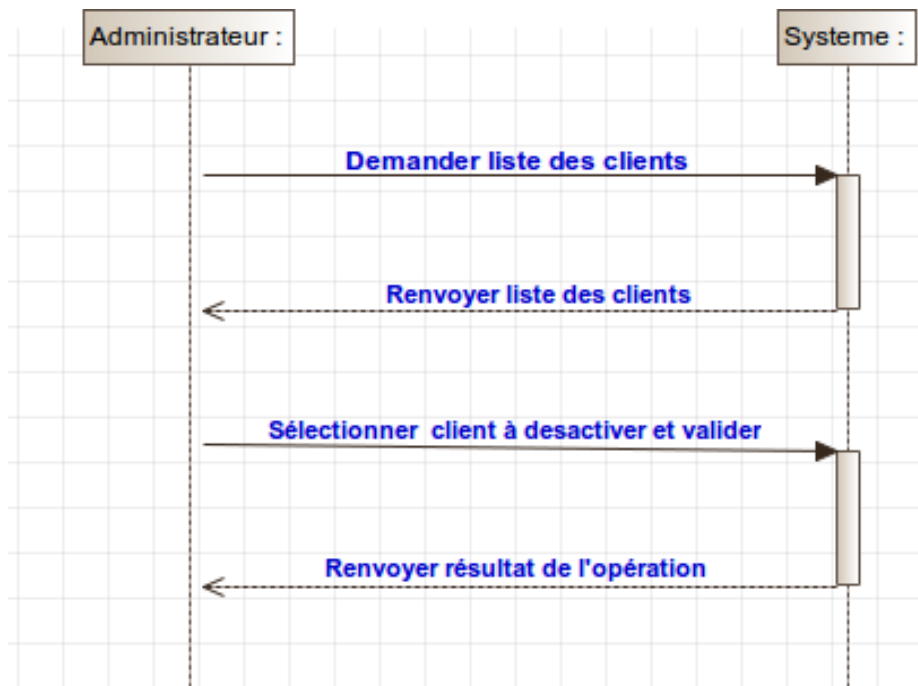 Administrateur :
Systeme :
Demander liste des clients
Renvoyer liste des clients
Sélectionner client à desactiver et valider
Renvoyer résultat de l'opération